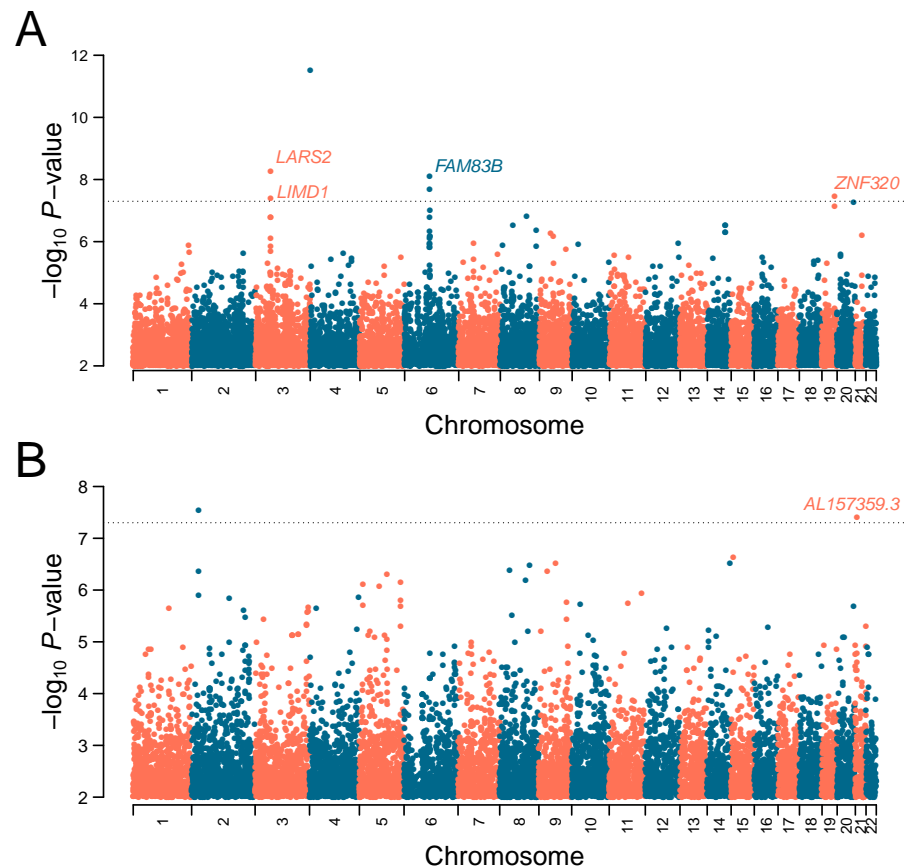 A
12
10
8
6
4
2
−log10 P−value
LARS2
LIMD1
FAM83B
ZNF320
1 2 3 4 5 6 7 8 9 10 11 12 13 14 15 16 17 18 19 20 21 22
Chromosome
B
8
7
6
5
4
3
2
−log10 P−value
AL157359.3
1 2 3 4 5 6 7 8 9 10 11 12 13 14 15 16 17 18 19 20 21 22
Chromosome